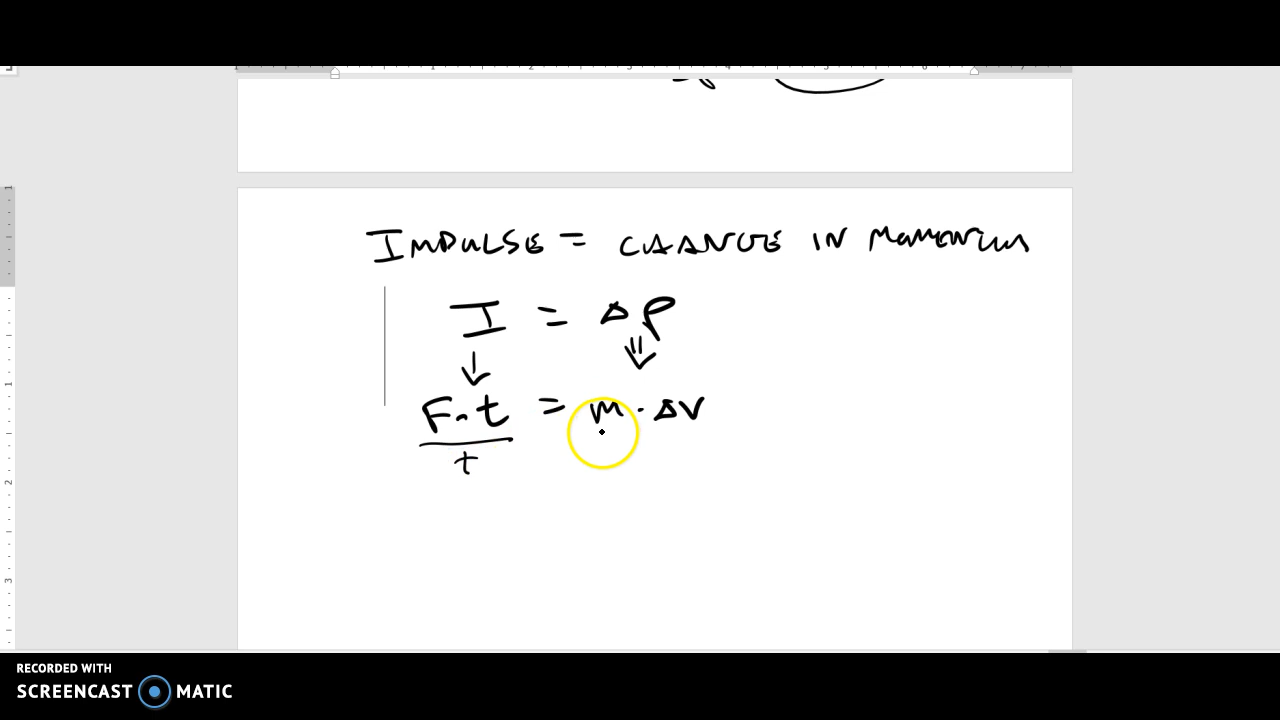 IMPULSE = CHANGE IN MOMENTUM
I = Δp
F · t = m · Δv
t
RECORDED WITH
SCREENCAST MATIC